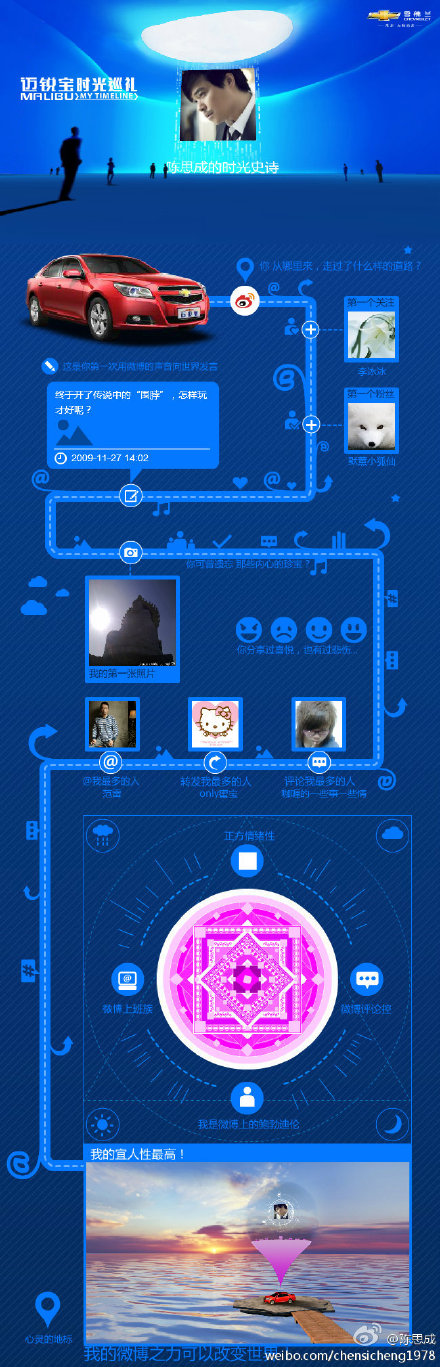 雪佛兰
CHEVROLET
迈锐宝时光巡礼
MALIBU MY TIMELINE
陈思成的时光史诗
你 从哪里来，走过了什么样的道路？
第一个关注
李冰冰
这是你第一次用微博的声音向世界发言
终于开了传说中的“围脖”，怎样玩
才好呢？
2009-11-27 14:02
第一个粉丝
默薰小狐仙
你可曾遗忘 那些内心的珍宝？
我的第一张照片
你分享过喜悦，也有过悲伤...
@我最多的人
转发我最多的人
only蜜宝
评论我最多的人
正方情绪性
微博上班族
微博评论控
我是微博上的鲍勃迪伦
我的宜人性最高！
心灵的地标
我的微博之力可以改变世界
@陈思成
weibo.com/chensicheng1978